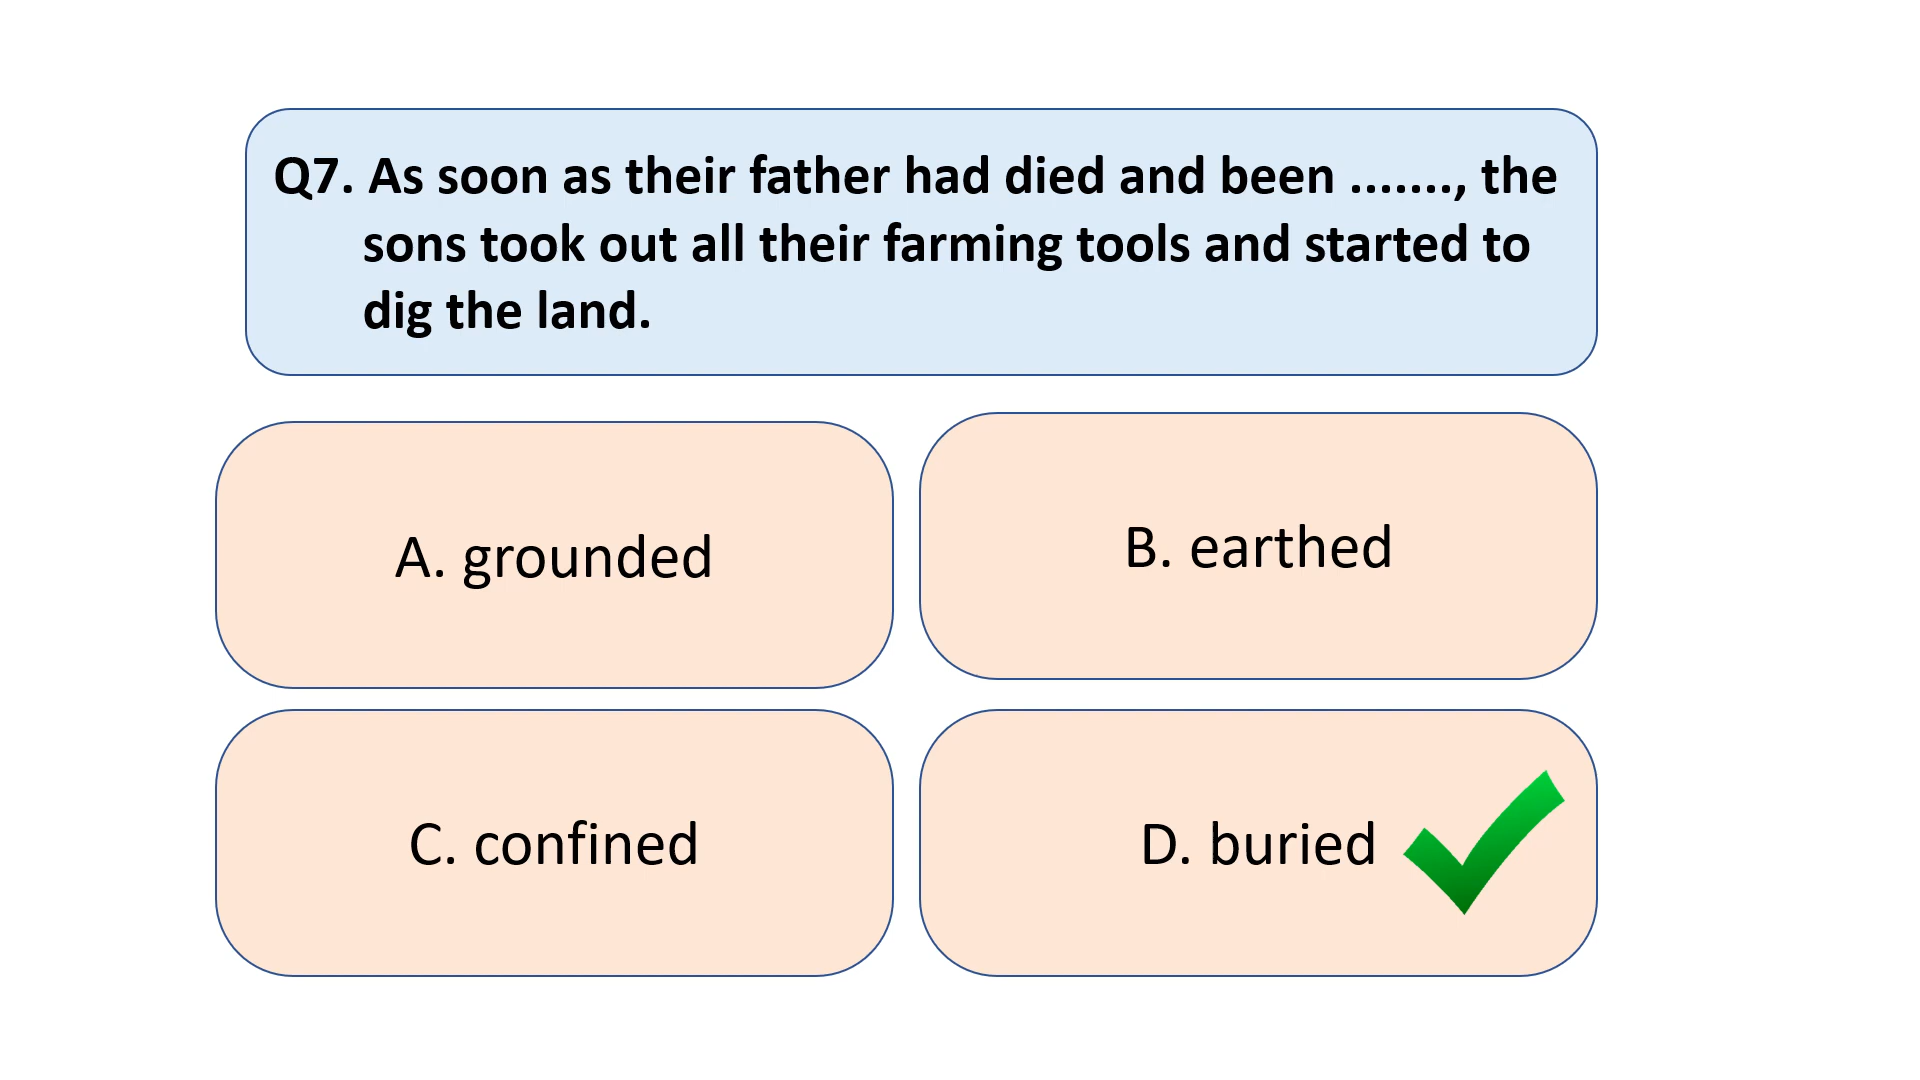 Q7. As soon as their father had died and been ......., the
sons took out all their farming tools and started to
dig the land.
A. grounded
B. earthed
C. confined
D. buried